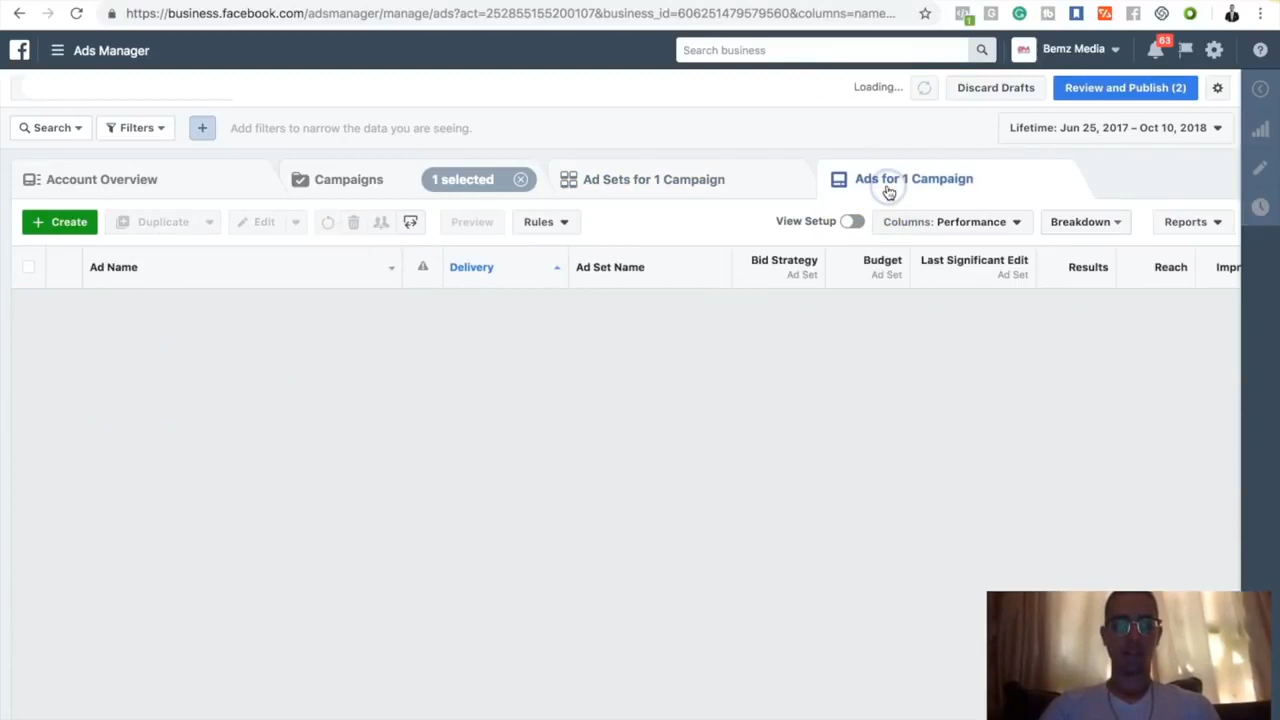 https://business.facebook.com/adsmanager/manage/ads?act=252855155200107&business_id=606251479579560&columns=name...
1
Ads Manager
Search business
BM
Bemz Media
63
Loading...
Discard Drafts
Review and Publish (2)
Search
Filters
Add filters to narrow the data you are seeing.
Lifetime: Jun 25, 2017 – Oct 10, 2018
Account Overview
Campaigns
1 selected
Ad Sets for 1 Campaign
Ads for 1 Campaign
+ Create
Duplicate
Edit
Preview
Rules
View Setup
Columns: Performance
Breakdown
Reports
Ad Name
Delivery
Ad Set Name
Bid Strategy
Ad Set
Budget
Ad Set
Last Significant Edit
Ad Set
Results
Reach
Impr